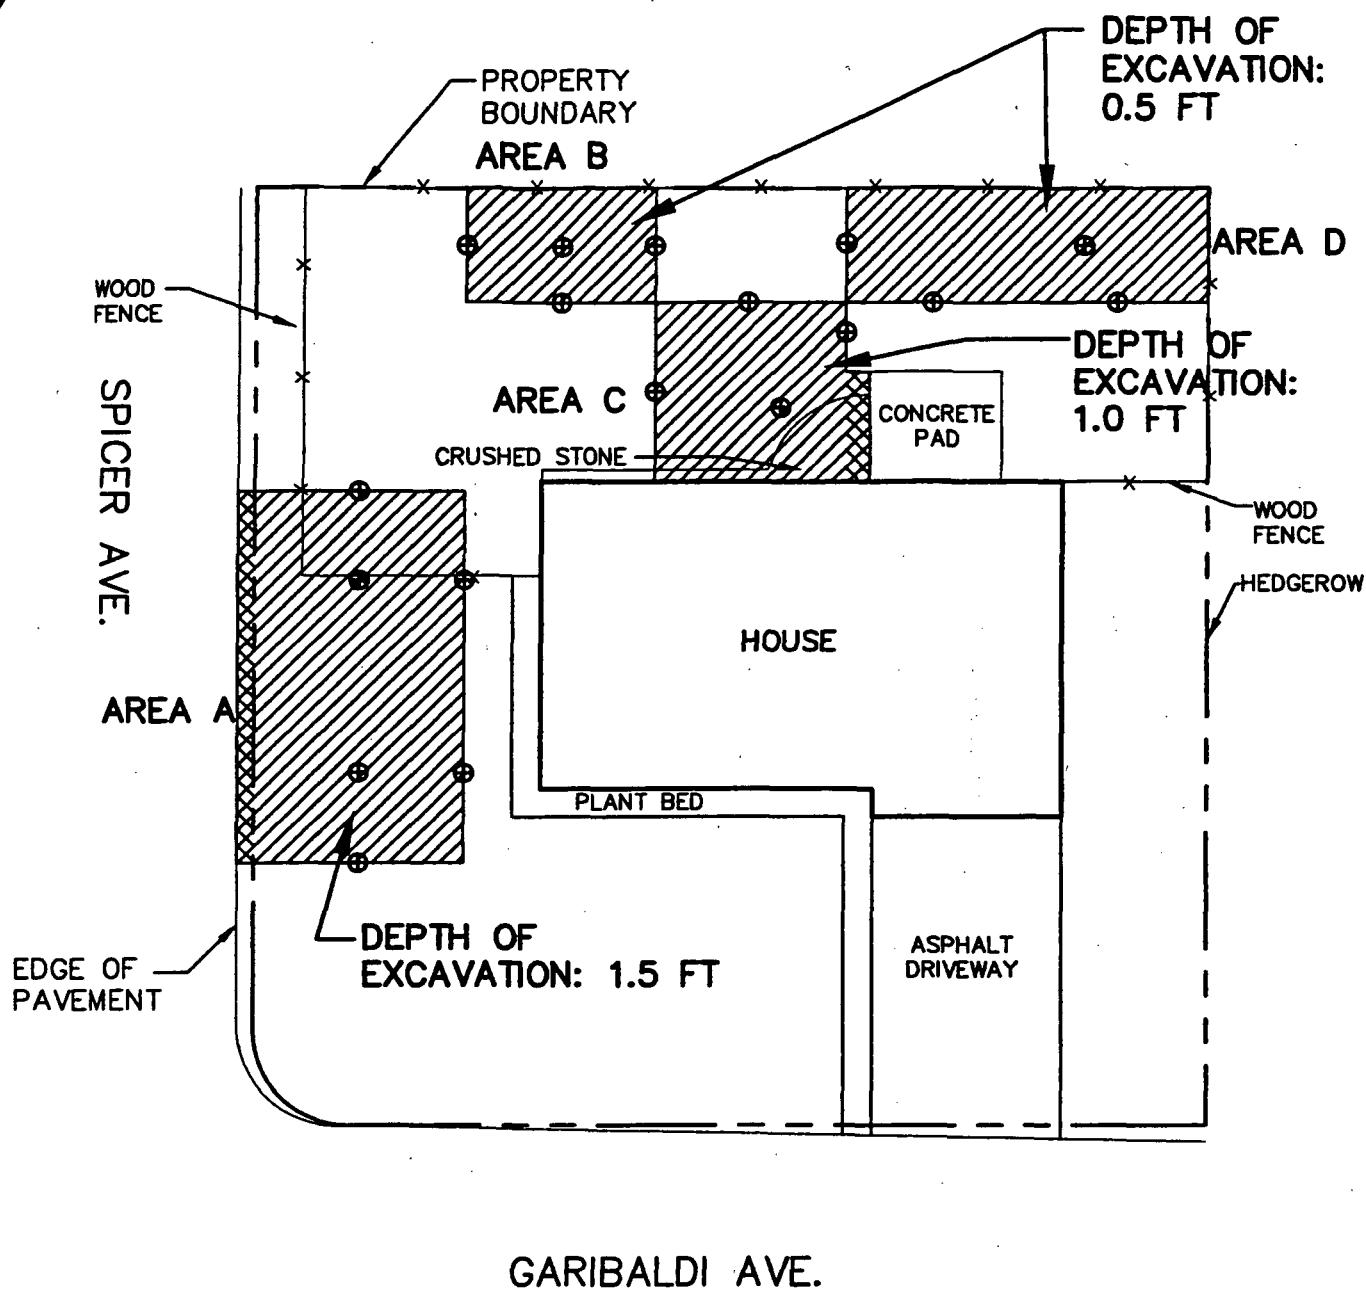 DEPTH OF
EXCAVATION:
0.5 FT
PROPERTY
BOUNDARY
AREA B
AREA D
WOOD
FENCE
DEPTH OF
EXCAVATION:
1.0 FT
AREA C
CONCRETE
PAD
CRUSHED STONE
SPICER AVE.
WOOD
FENCE
HEDGEROW
HOUSE
AREA A
PLANT BED
DEPTH OF
EXCAVATION: 1.5 FT
ASPHALT
DRIVEWAY
EDGE OF
PAVEMENT
GARIBALDI AVE.